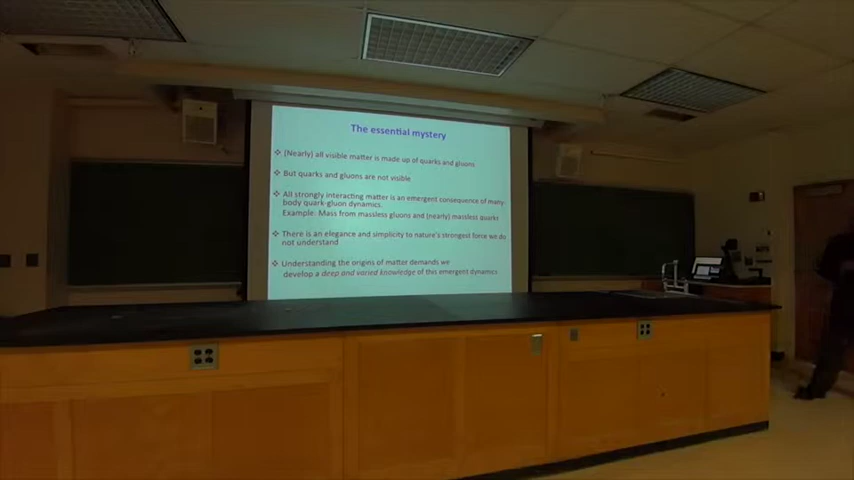 The essential mystery
❖ (Nearly) all visible matter is made up of quarks and gluons
❖ But quarks and gluons are not visible
❖ All strongly interacting matter is an emergent consequence of many-
body quark-gluon dynamics.
Example: Mass from massless gluons and (nearly) massless quarks
❖ There is an elegance and simplicity to nature's strongest force we do
not understand
❖ Understanding the origins of matter demands we
develop a deep and varied knowledge of this emergent dynamics